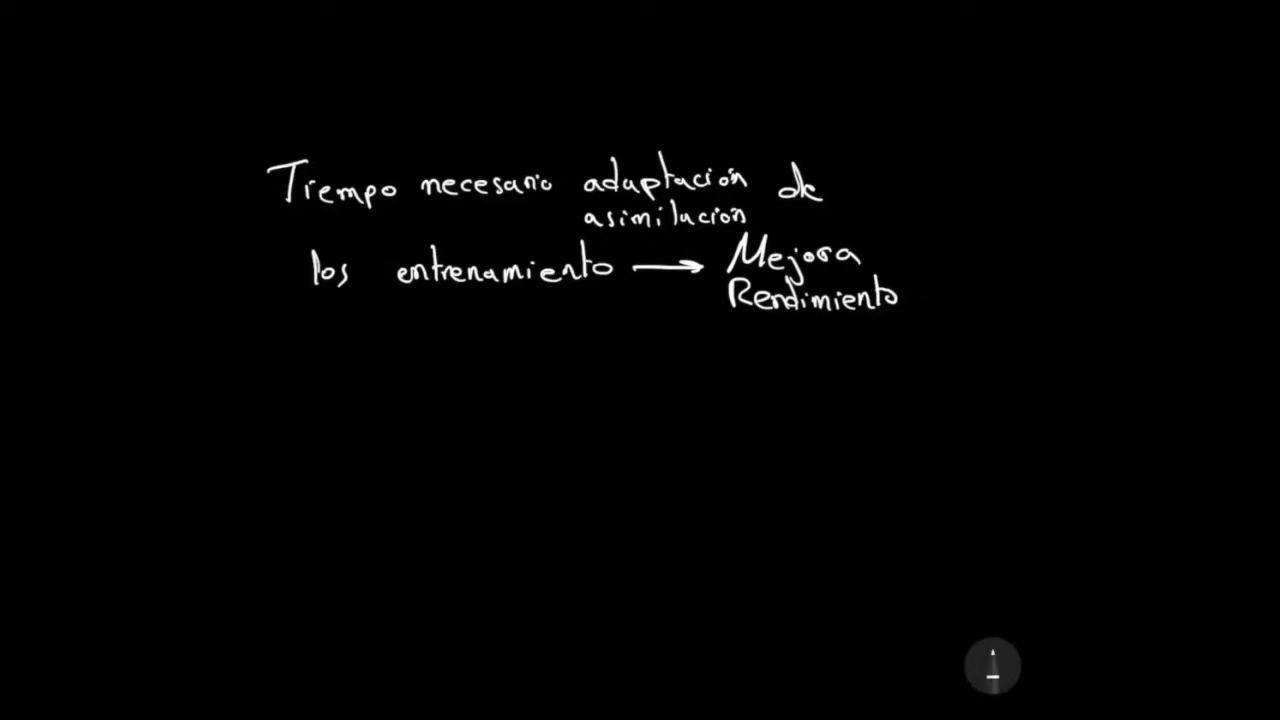 Tiempo necesario adaptación de
asimilación
los entrenamiento → Mejora
Rendimiento